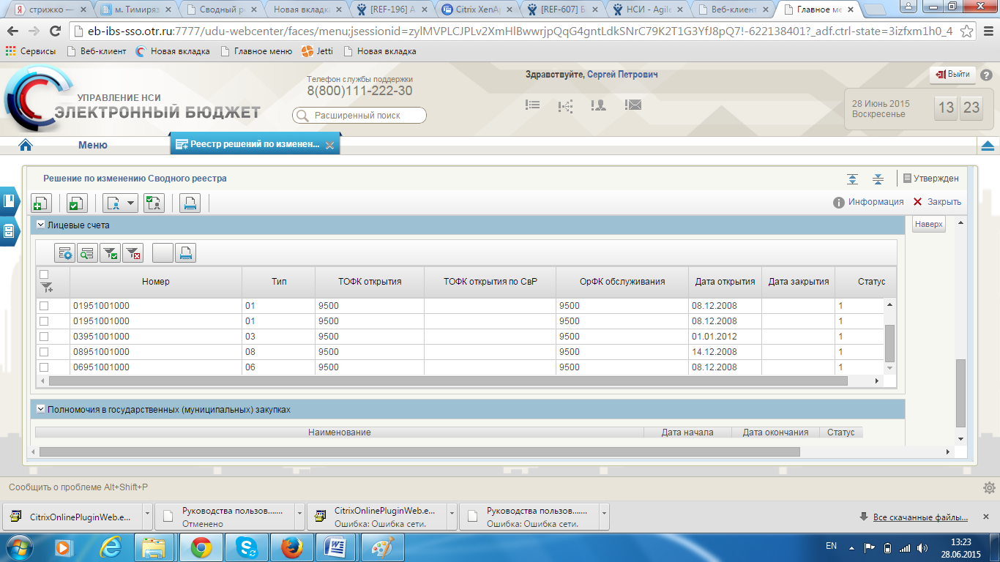 стрижко —
м. Тимиряз
Сводный р
Новая вкладка
[REF-196] A
Citrix XenA
[REF-607] Б
НСИ - Agile
Веб-клиент
Главное ме
eb-ibs-sso.otr.ru:7777/udu-webcenter/faces/menu;jsessionid=zylMVPLCJPLv2XmHlBwwrjpQqG4gntLdkSNrC79K2T1G3YfJ8pQ7!-622138401?_adf.ctrl-state=3izfxm1h0_4
Сервисы Веб-клиент Новая вкладка Главное меню Jetti Новая вкладка
УПРАВЛЕНИЕ НСИ
ЭЛЕКТРОННЫЙ БЮДЖЕТ
Телефон службы поддержки
8(800)111-222-30
Расширенный поиск
Здравствуйте, Сергей Петрович
Выйти
28 Июнь 2015
Воскресенье
13 23
Меню
Реестр решений по изменен...
Решение по изменению Сводного реестра
Утвержден
Информация
Закрыть
Лицевые счета
Наверх
Номер Тип ТОФК открытия ТОФК открытия по СвР ОрФК обслуживания Дата открытия Дата закрытия Статус
01951001000 01 9500 9500 08.12.2008 1
01951001000 01 9500 9500 08.12.2008 1
03951001000 03 9500 9500 01.01.2012 1
08951001000 08 9500 9500 14.12.2008 1
06951001000 06 9500 9500 08.12.2008 1
Полномочия в государственных (муниципальных) закупках
Наименование Дата начала Дата окончания Статус
Сообщить о проблеме Alt+Shift+P
CitrixOnlinePluginWeb.e...
Руководства пользов.......
Отменено
CitrixOnlinePluginWeb.e...
Ошибка: Ошибка сети.
Руководства пользов.......
Ошибка: Ошибка сети.
Все скачанные файлы...
EN
13:23
28.06.2015